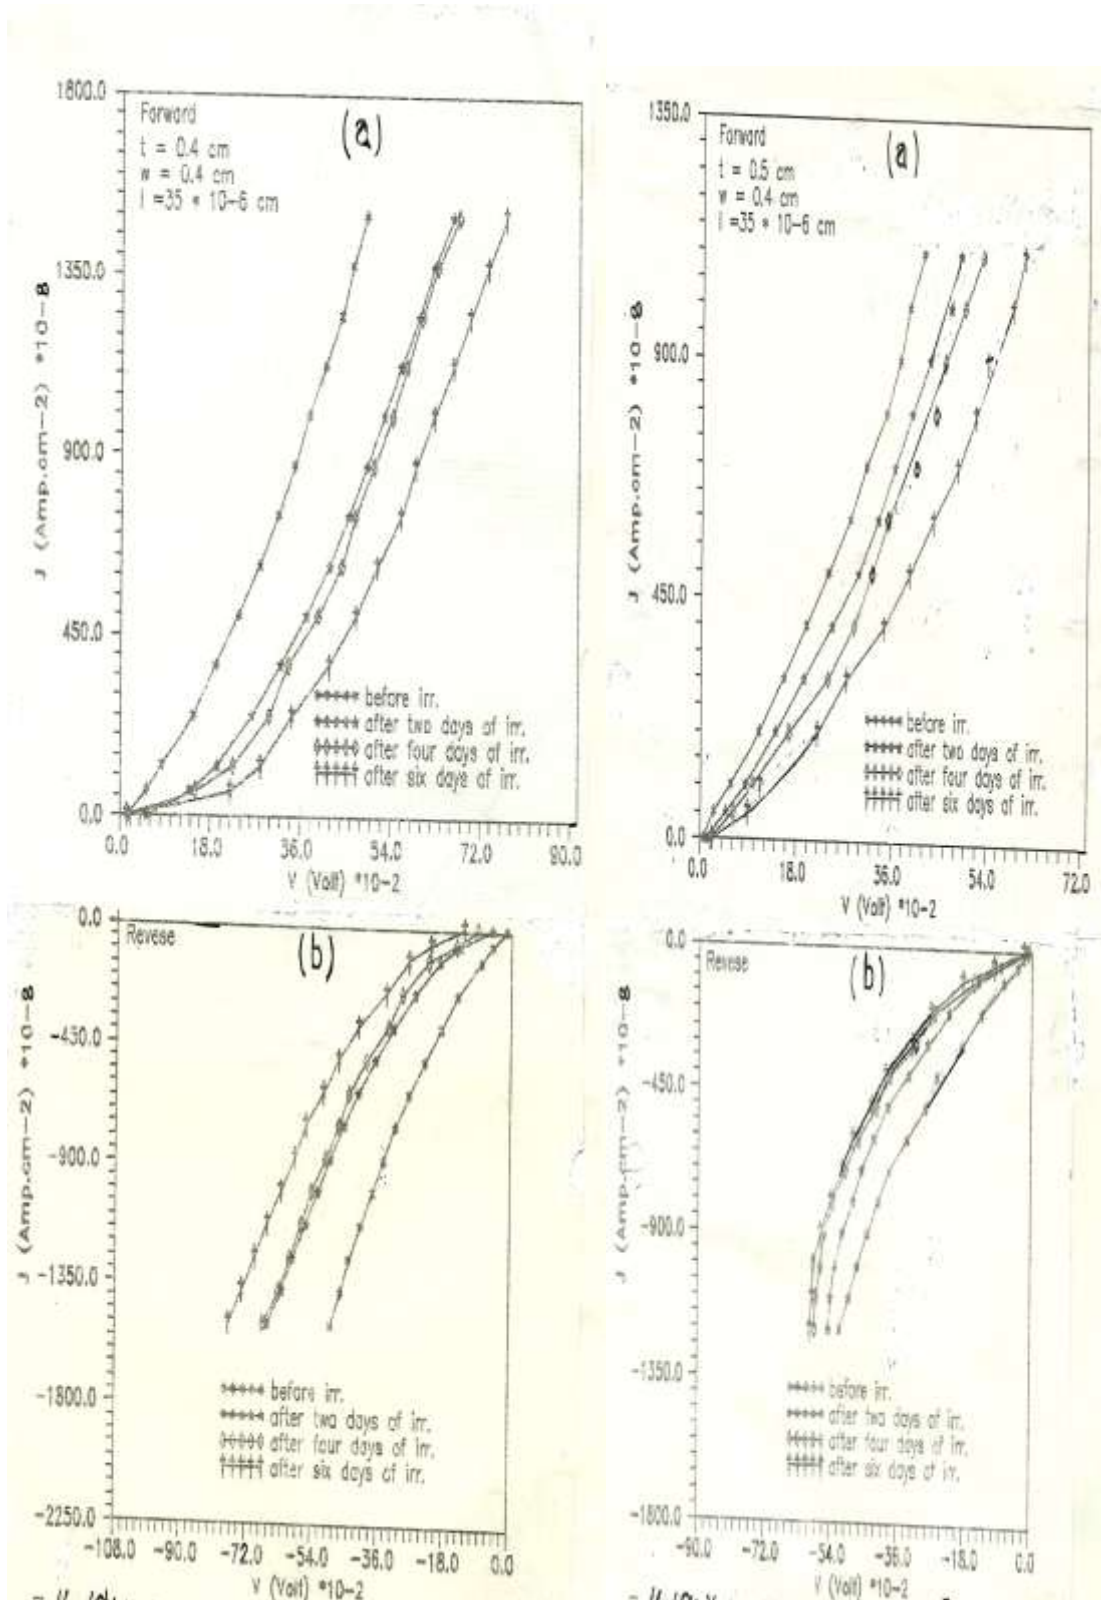 1800.0
Forward
(a)
t = 0.4 cm
w = 0.4 cm
l =35 * 10-6 cm
1350.0
900.0
450.0
0.0
J (Amp.cm-2) *10-8
before irr.
after two days of irr.
after four days of irr.
after six days of irr.
0.0 18.0 36.0 54.0 72.0 90.0
V (Volt) *10-2
1350.0
Forward
(a)
t = 0.5 cm
w = 0.4 cm
l =35 * 10-6 cm
900.0
450.0
0.0
J (Amp.cm-2) *10-8
before irr.
after two days of irr.
after four days of irr.
after six days of irr.
0.0 18.0 36.0 54.0 72.0
V (Volt) *10-2
0.0
Revese
(b)
-450.0
-900.0
-1350.0
-1800.0
-2250.0
J (Amp.cm-2) *10-8
before irr.
after two days of irr.
after four days of irr.
after six days of irr.
-108.0 -90.0 -72.0 -54.0 -36.0 -18.0 0.0
V (Volt) *10-2
0.0
Revese
(b)
-450.0
-900.0
-1350.0
-1800.0
J (Amp.cm-2) *10-8
before irr.
after two days of irr.
after four days of irr.
after six days of irr.
-90.0 -72.0 -54.0 -36.0 -18.0 0.0
V (Volt) *10-2